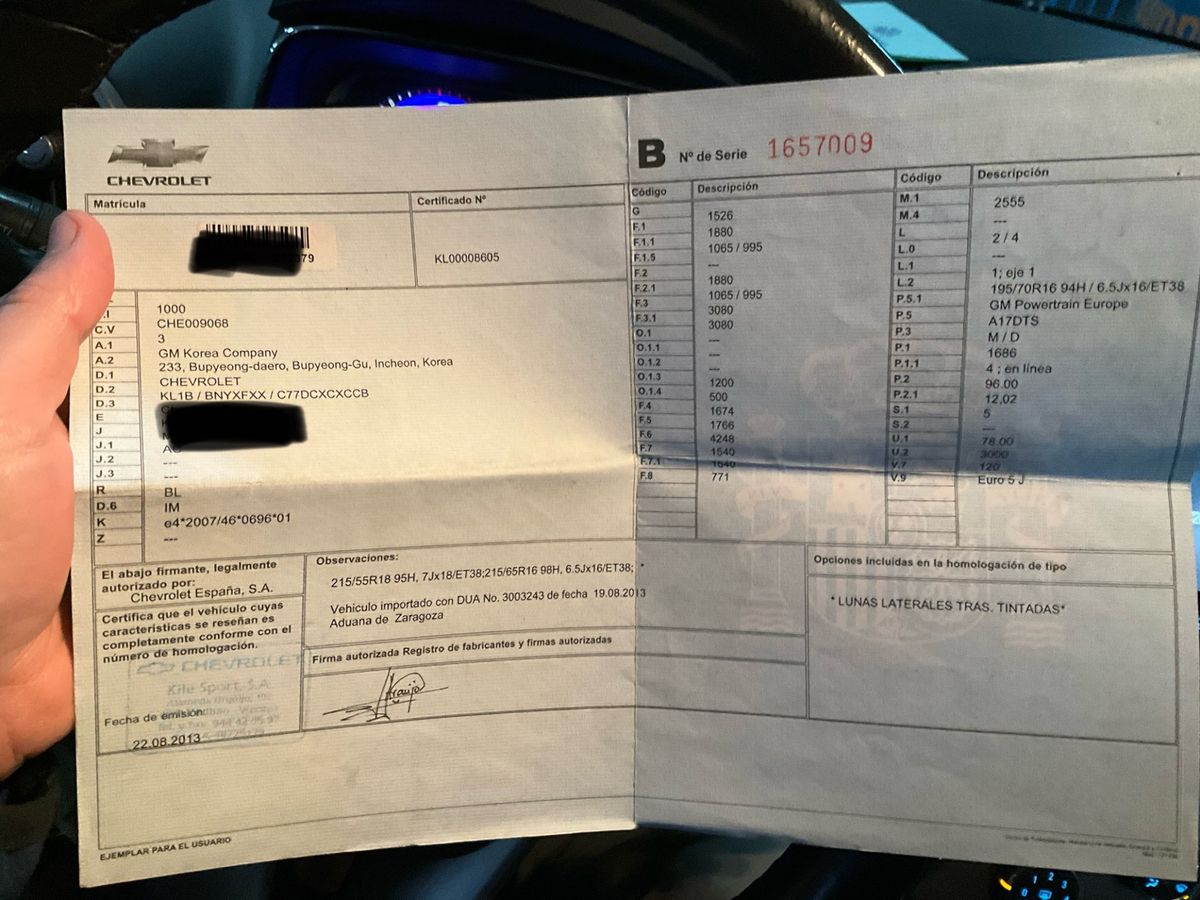 CHEVROLET
B Nº de Serie 1657009
Matrícula
Certificado Nº
379
KL00008605
1000
C.V CHE009068
A.1 3
A.2 GM Korea Company
233, Bupyeong-daero, Bupyeong-Gu, Incheon, Korea
D.1 CHEVROLET
D.2 KL1B / BNYXFXX / C77DCXCXCCB
D.3
E
J
J.1
J.2 ---
J.3 ---
R BL
D.6 IM
K e4*2007/46*0696*01
Z ---
Código Descripción
G 1526
F.1 1880
F.1.1 1065 / 995
F.1.5 ---
F.2 1880
F.2.1 1065 / 995
F.3 3080
F.3.1 3080
O.1 ---
O.1.1 ---
O.1.2 ---
O.1.3 1200
O.1.4 500
F.4 1674
F.5 1766
F.6 4248
F.7 1540
F.7.1 1540
F.8 771
Código Descripción
M.1 2555
M.4 ---
L 2 / 4
L.0 ---
L.1 1; eje 1
L.2 195/70R16 94H / 6.5Jx16/ET38
P.5.1 GM Powertrain Europe
P.5 A17DTS
P.3 M / D
P.1 1686
P.1.1 4 ; en línea
P.2 96.00
P.2.1 12,02
S.1 5
S.2 ---
U.1 78.00
U.2 3000
V.7 120
V.9 Euro 5 J
El abajo firmante, legalmente
autorizado por:
Chevrolet España, S.A.
Certifica que el vehículo cuyas
características se reseñan es
completamente conforme con el
número de homologación.
CHEVROLET
Kile Sport, S.A.
Fecha de emisión
22.08.2013
Observaciones:
215/55R18 95H, 7Jx18/ET38;215/65R16 98H, 6.5Jx16/ET38;
Vehiculo importado con DUA No. 3003243 de fecha 19.08.2013
Aduana de Zaragoza
Firma autorizada Registro de fabricantes y firmas autorizadas
Araujo
Opciones incluidas en la homologación de tipo
* LUNAS LATERALES TRAS. TINTADAS*
EJEMPLAR PARA EL USUARIO
0 1 2 3